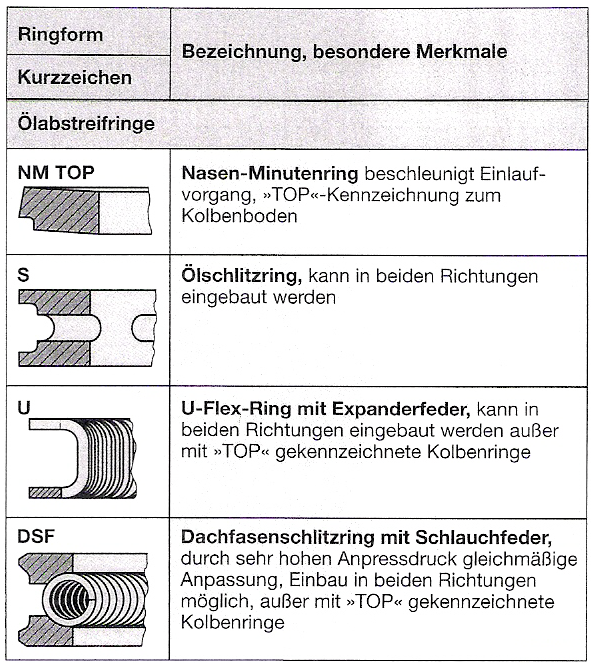 Ringform
Kurzzeichen
Bezeichnung, besondere Merkmale
Ölabstreifringe
NM TOP
Nasen-Minutenring beschleunigt Einlauf-
vorgang, »TOP«-Kennzeichnung zum
Kolbenboden
S
Ölschlitzring, kann in beiden Richtungen
eingebaut werden
U
U-Flex-Ring mit Expanderfeder, kann in
beiden Richtungen eingebaut werden außer
mit »TOP« gekennzeichnete Kolbenringe
DSF
Dachfasenschlitzring mit Schlauchfeder,
durch sehr hohen Anpressdruck gleichmäßige
Anpassung, Einbau in beiden Richtungen
möglich, außer mit »TOP« gekennzeichnete
Kolbenringe